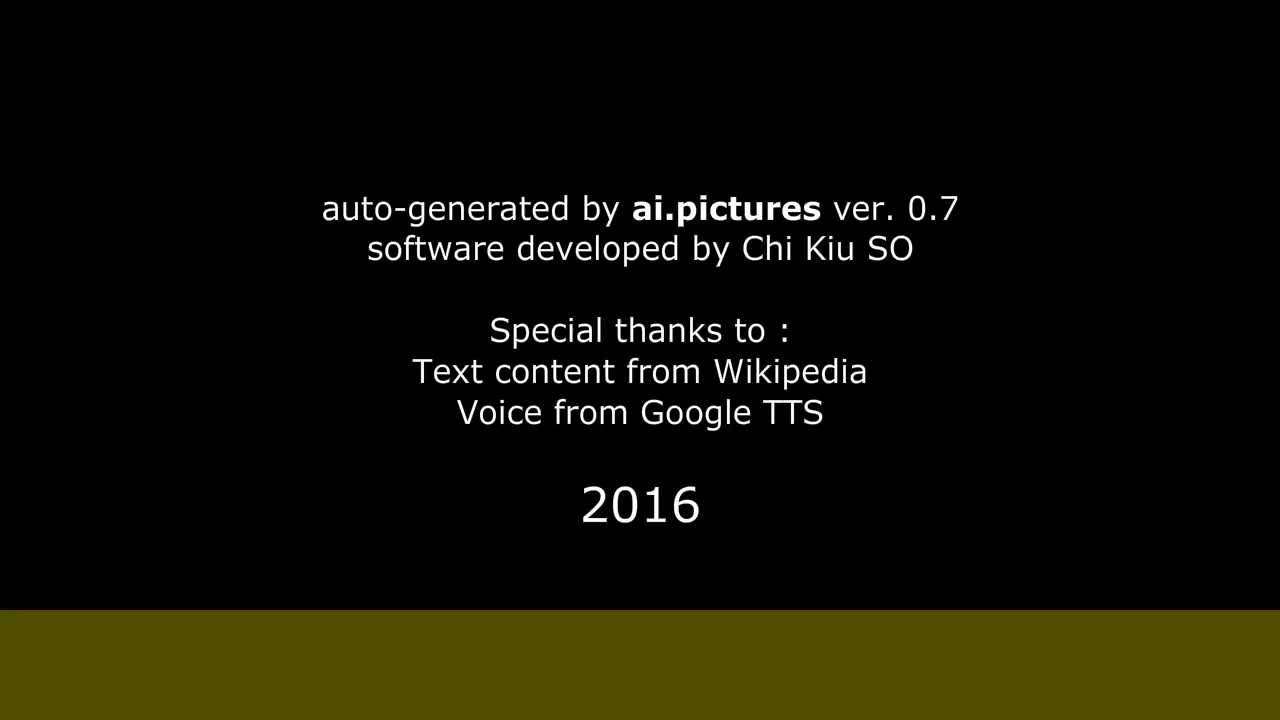 auto-generated by ai.pictures ver. 0.7
software developed by Chi Kiu SO
Special thanks to :
Text content from Wikipedia
Voice from Google TTS
2016